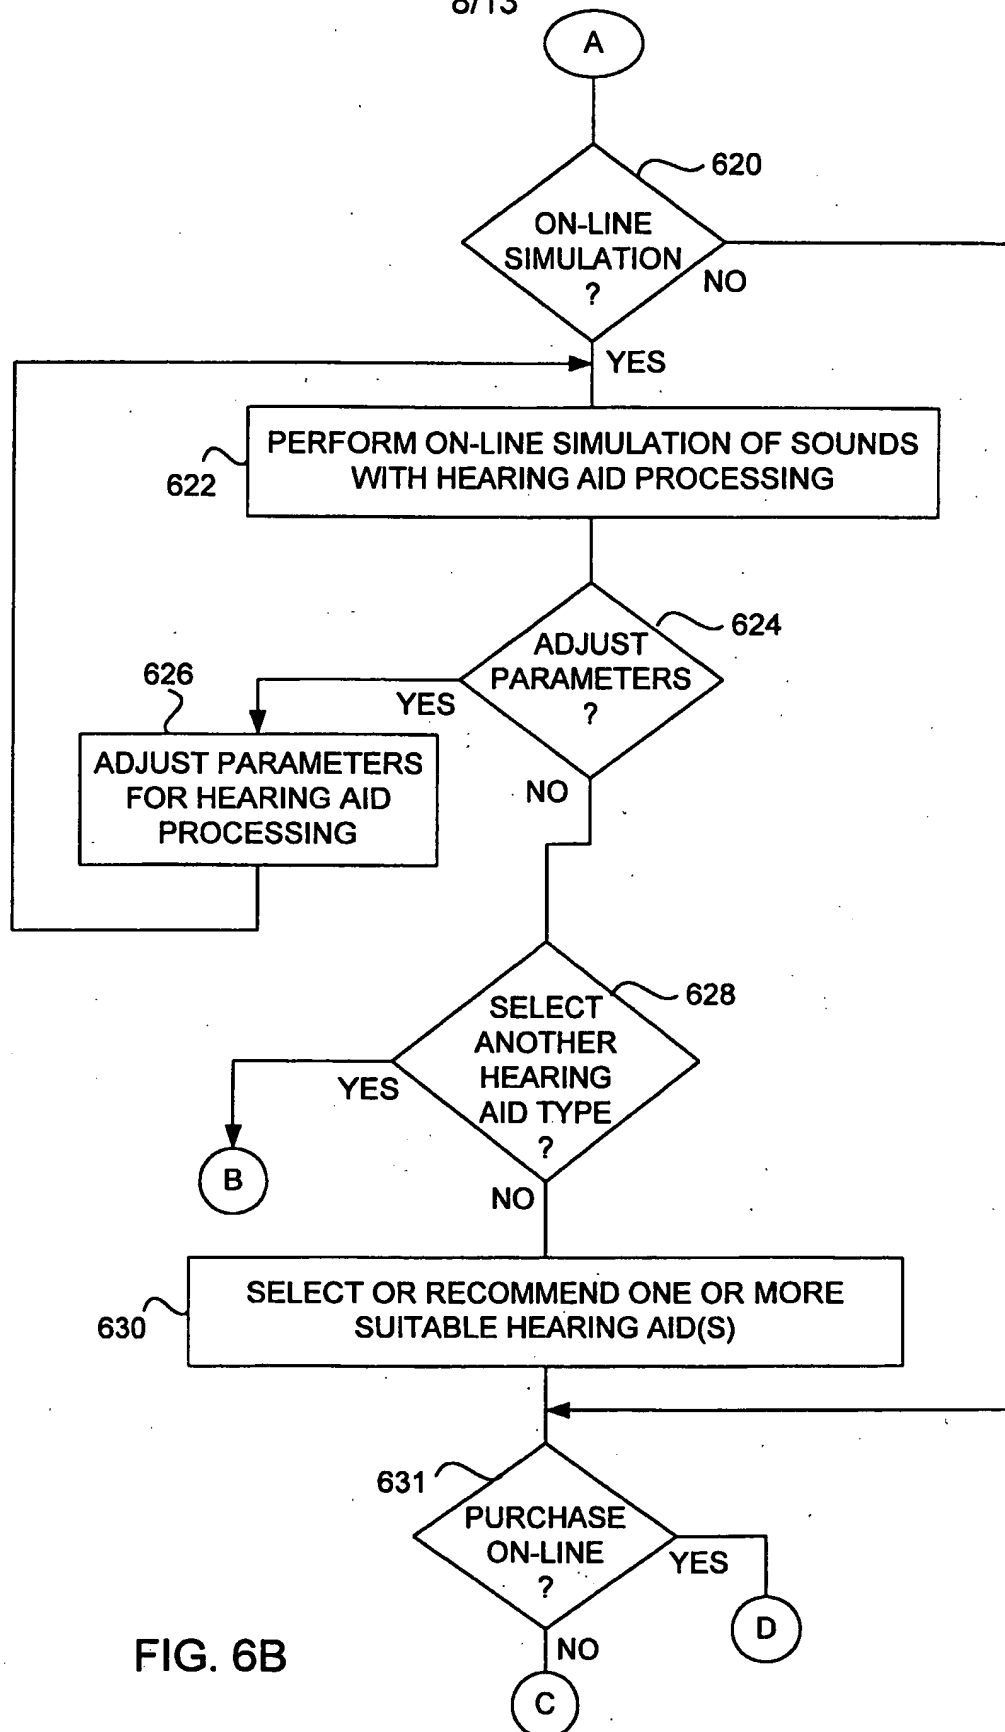 8/13
A
620
ON-LINE
SIMULATION
?
NO
YES
PERFORM ON-LINE SIMULATION OF SOUNDS
WITH HEARING AID PROCESSING
622
624
ADJUST
PARAMETERS
?
YES
626
NO
ADJUST PARAMETERS
FOR HEARING AID
PROCESSING
628
SELECT
ANOTHER
HEARING
AID TYPE
?
YES
B
NO
SELECT OR RECOMMEND ONE OR MORE
SUITABLE HEARING AID(S)
630
631
PURCHASE
ON-LINE
?
YES
D
NO
C
FIG. 6B